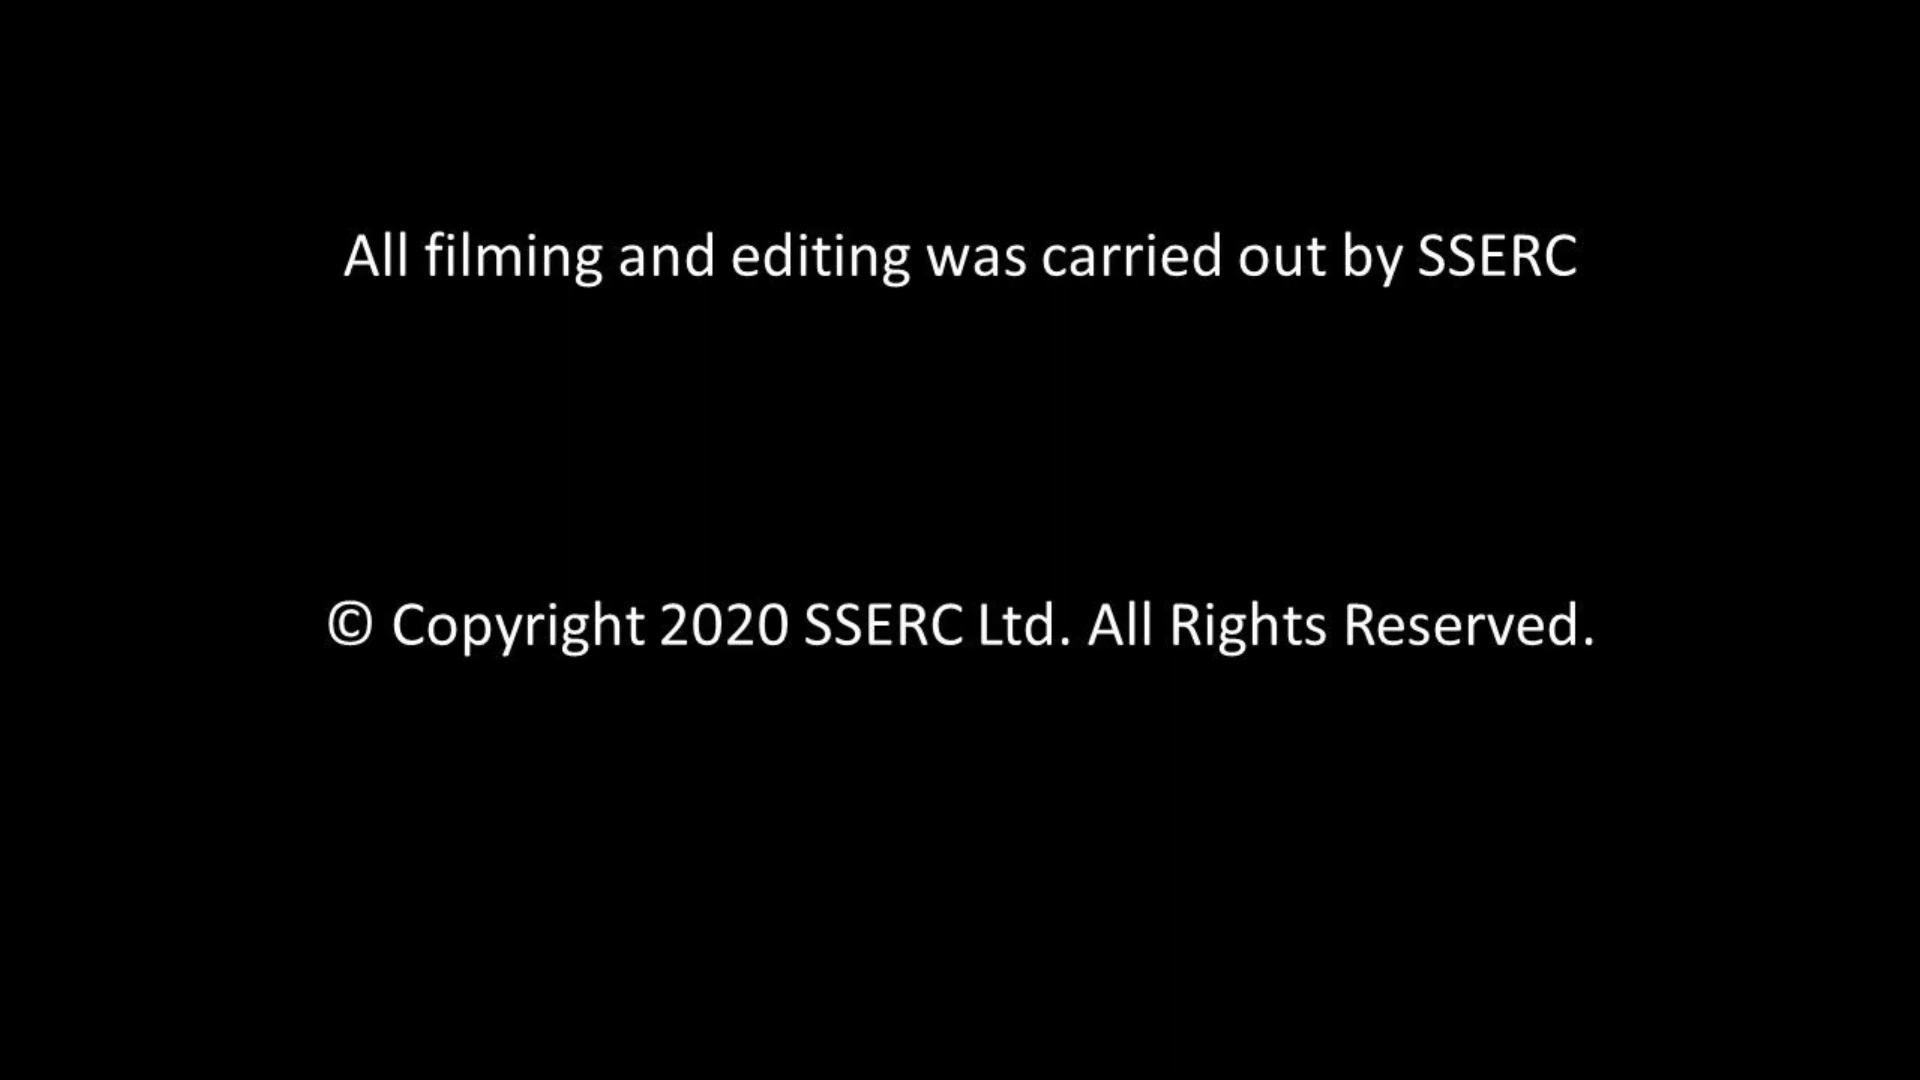 All filming and editing was carried out by SSERC
© Copyright 2020 SSERC Ltd. All Rights Reserved.